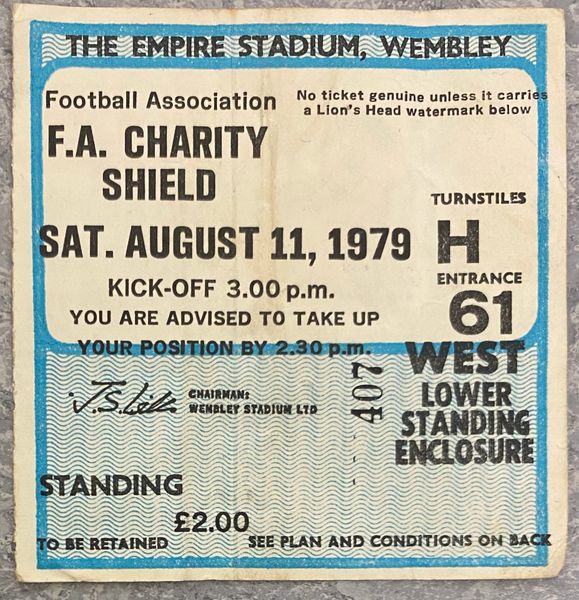 THE EMPIRE STADIUM, WEMBLEY
Football Association
No ticket genuine unless it carries
a Lion's Head watermark below
F.A. CHARITY
SHIELD
SAT. AUGUST 11, 1979
KICK-OFF 3.00 p.m.
YOU ARE ADVISED TO TAKE UP
YOUR POSITION BY 2.30 p.m.
TURNSTILES
H
ENTRANCE
61
WEST
LOWER
STANDING
ENCLOSURE
CHAIRMAN:
WEMBLEY STADIUM LTD
407
STANDING
£2.00
TO BE RETAINED
SEE PLAN AND CONDITIONS ON BACK